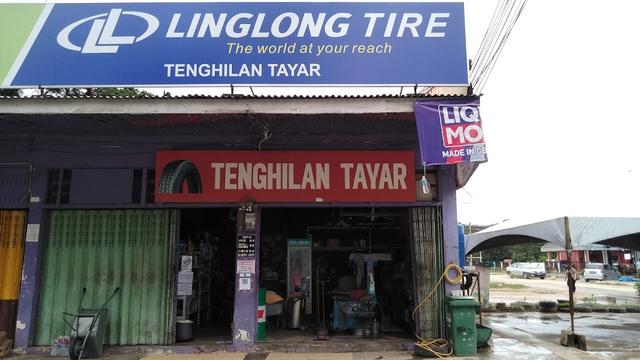 LINGLONG TIRE
The world at your reach
TENGHILAN TAYAR
LIQ
MO
MADE IN GE
TENGHILAN TAYAR